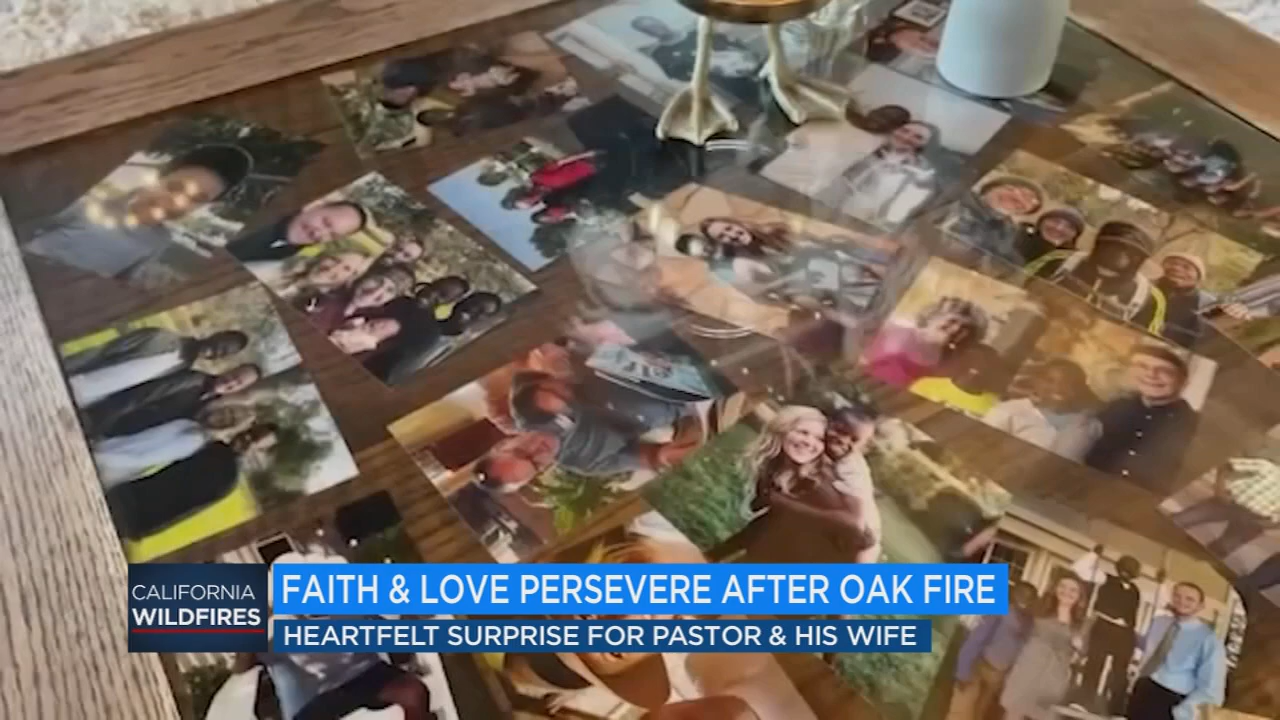 CALIFORNIA
WILDFIRES
FAITH & LOVE PERSEVERE AFTER OAK FIRE
HEARTFELT SURPRISE FOR PASTOR & HIS WIFE